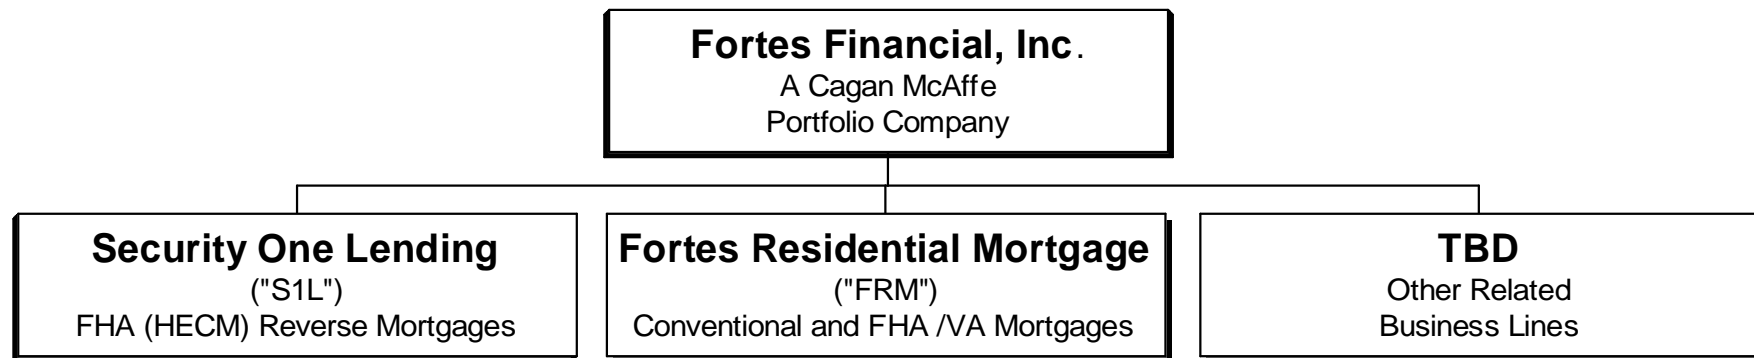 Fortes Financial, Inc.
A Cagan McAffe
Portfolio Company
Security One Lending
("S1L")
FHA (HECM) Reverse Mortgages
Fortes Residential Mortgage
("FRM")
Conventional and FHA /VA Mortgages
TBD
Other Related
Business Lines